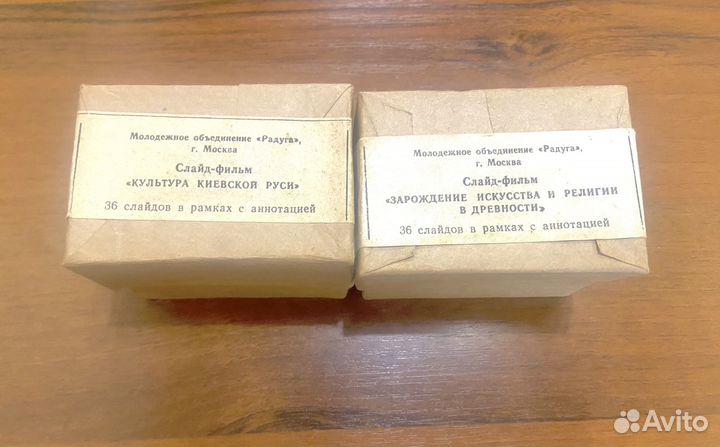 Молодежное объединение «Радуга»,
г. Москва
Слайд-фильм
«КУЛЬТУРА КИЕВСКОЙ РУСИ»
36 слайдов в рамках с аннотацией
Молодежное объединение «Радуга»,
г. Москва
Слайд-фильм
«ЗАРОЖДЕНИЕ ИСКУССТВА И РЕЛИГИИ
В ДРЕВНОСТИ»
36 слайдов в рамках с аннотацией
Avito